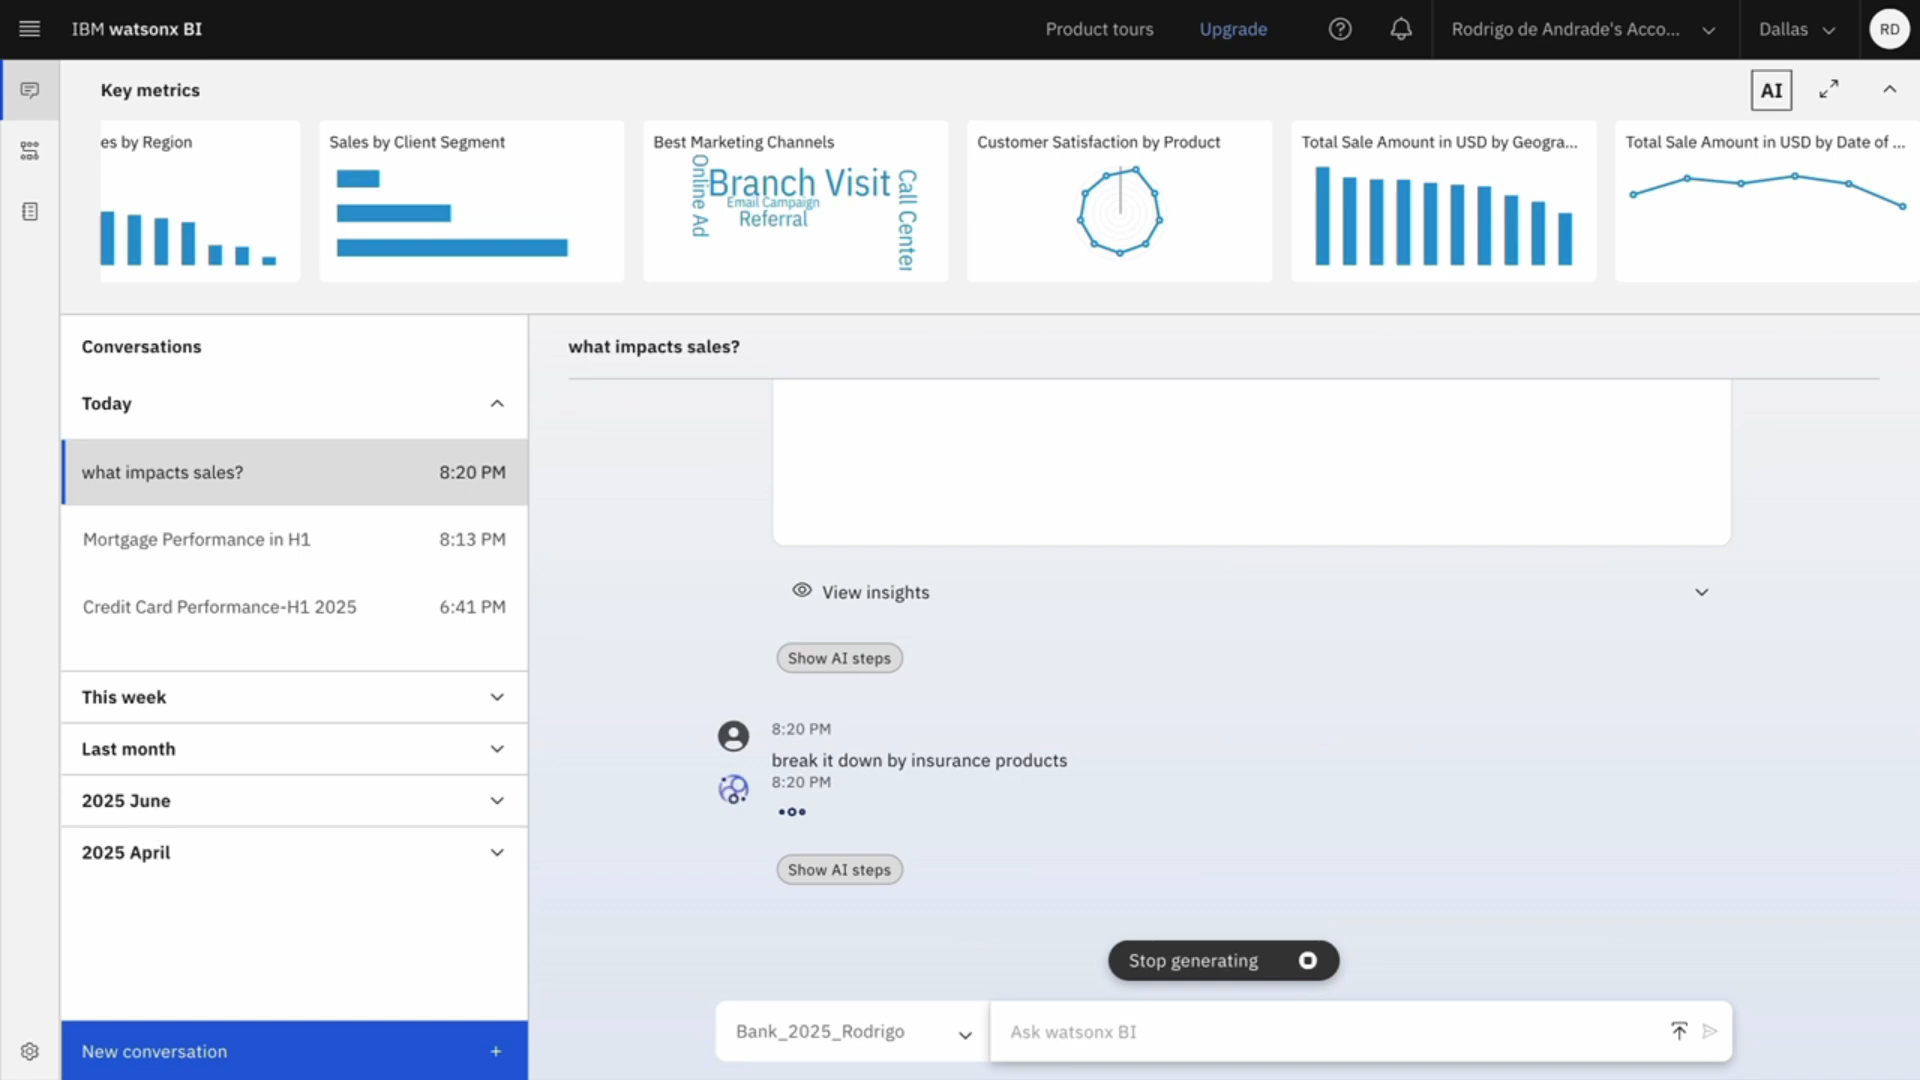 IBM watsonx BI
Product tours
Upgrade
Rodrigo de Andrade's Acco...
Dallas
RD
Key metrics
AI
es by Region
Sales by Client Segment
Best Marketing Channels
Online Ad
Branch Visit
Email Campaign
Referral
Call Center
Customer Satisfaction by Product
Total Sale Amount in USD by Geogra...
Total Sale Amount in USD by Date of ...
Conversations
Today
what impacts sales? 8:20 PM
Mortgage Performance in H1 8:13 PM
Credit Card Performance-H1 2025 6:41 PM
This week
Last month
2025 June
2025 April
New conversation +
what impacts sales?
View insights
Show AI steps
8:20 PM
break it down by insurance products
8:20 PM
Show AI steps
Stop generating
Bank_2025_Rodrigo
Ask watsonx BI